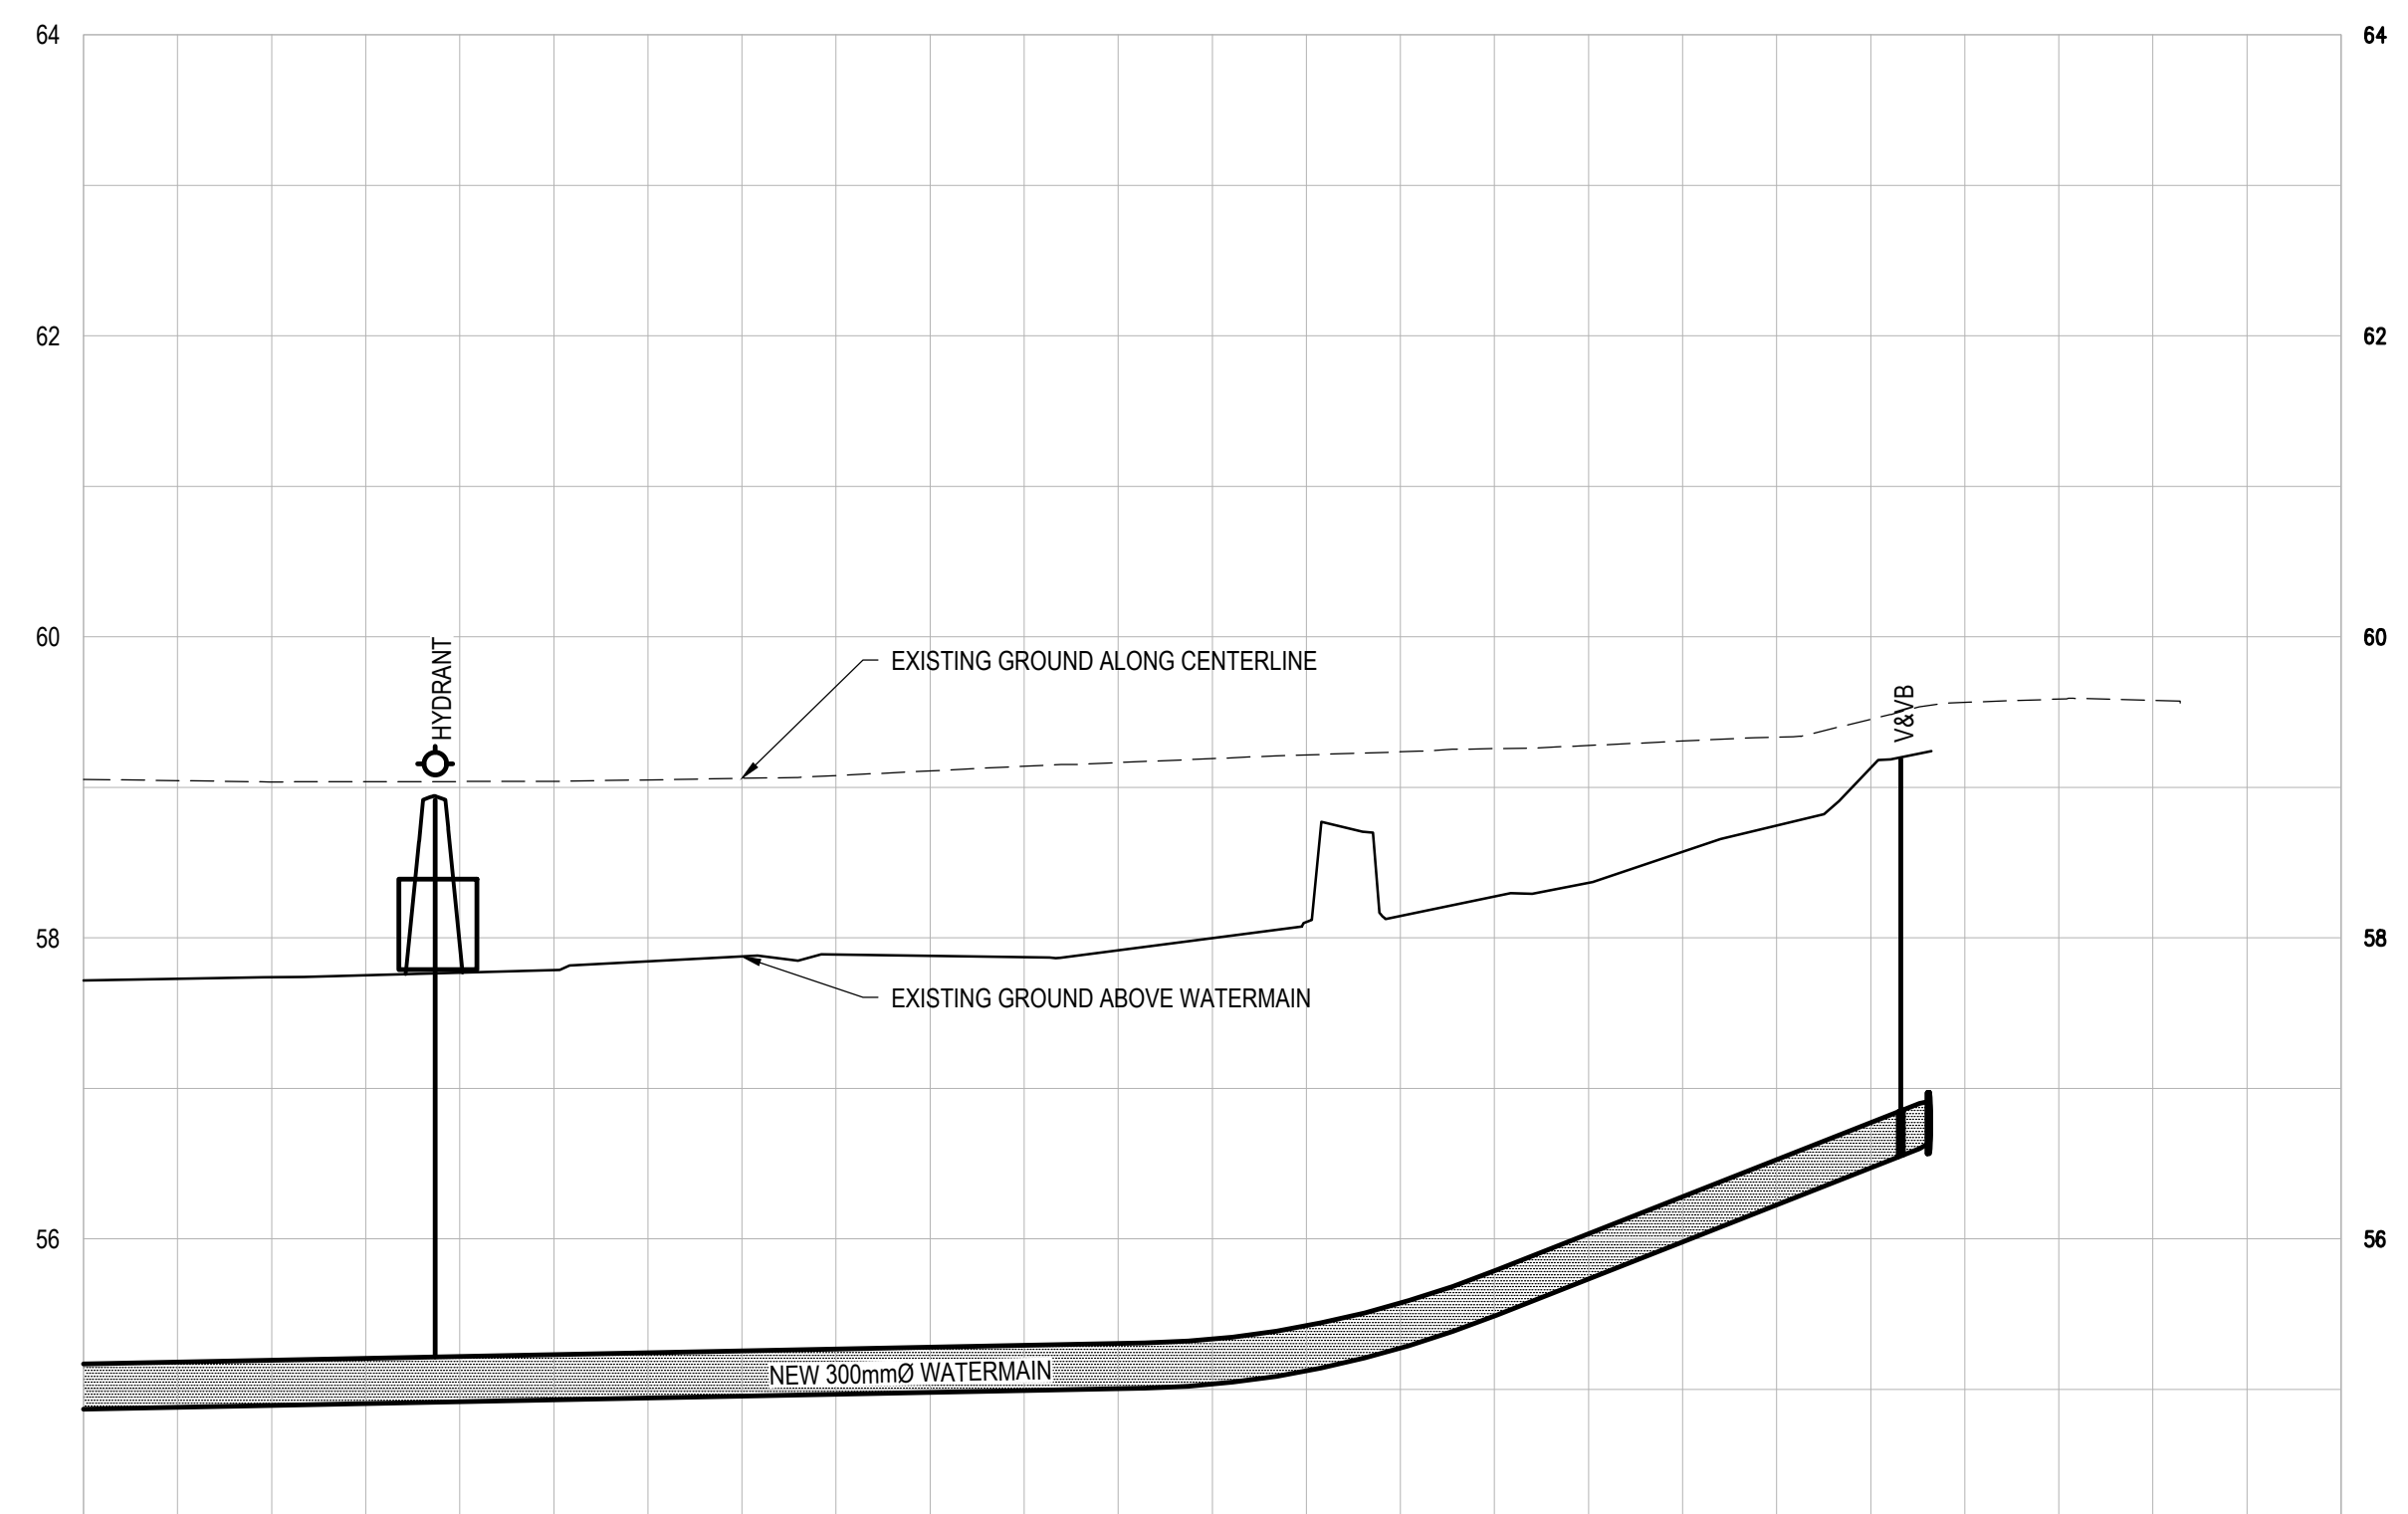 64 64
62 62
60 60
HYDRANT
EXISTING GROUND ALONG CENTERLINE
V&VB
58 58
EXISTING GROUND ABOVE WATERMAIN
56 56
NEW 300mmØ WATERMAIN